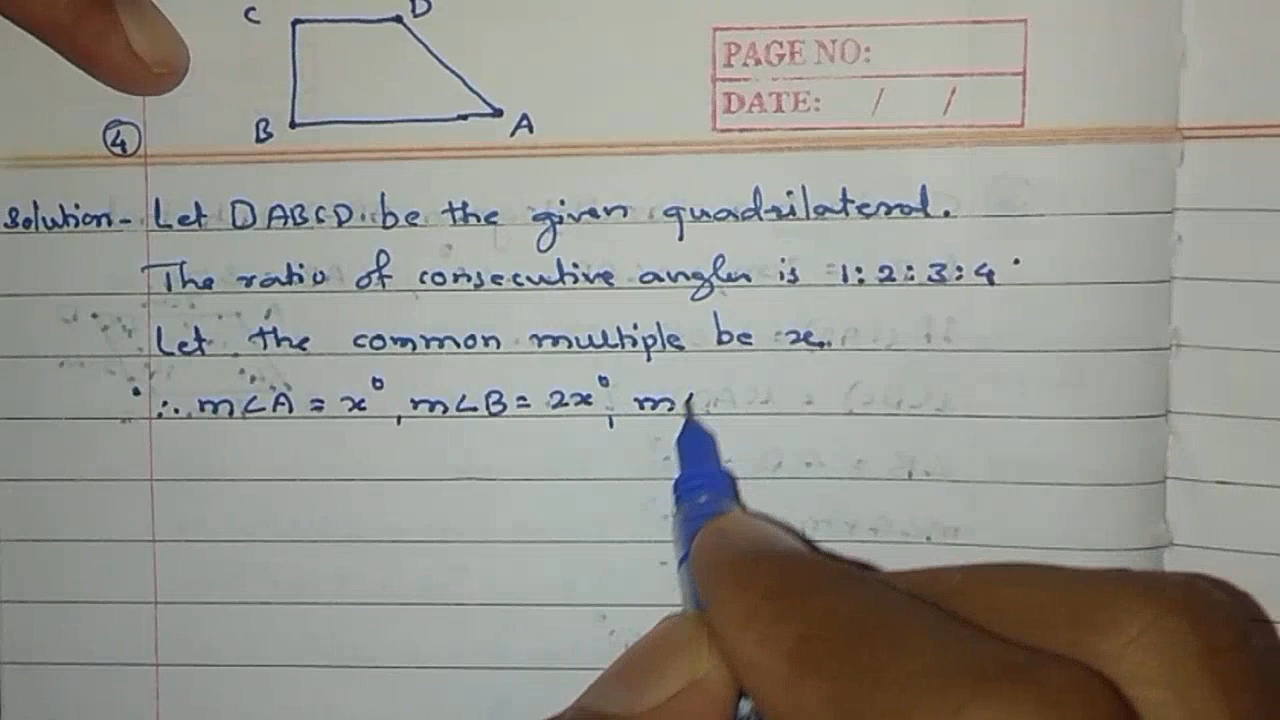 C D
PAGE NO:
DATE: / /
B A
4
Solution- Let □ABCD be the given quadrilateral.
The ratio of consecutive angles is 1:2:3:4.
Let the common multiple be x.
∴ m∠A = x°, m∠B = 2x°, m∠